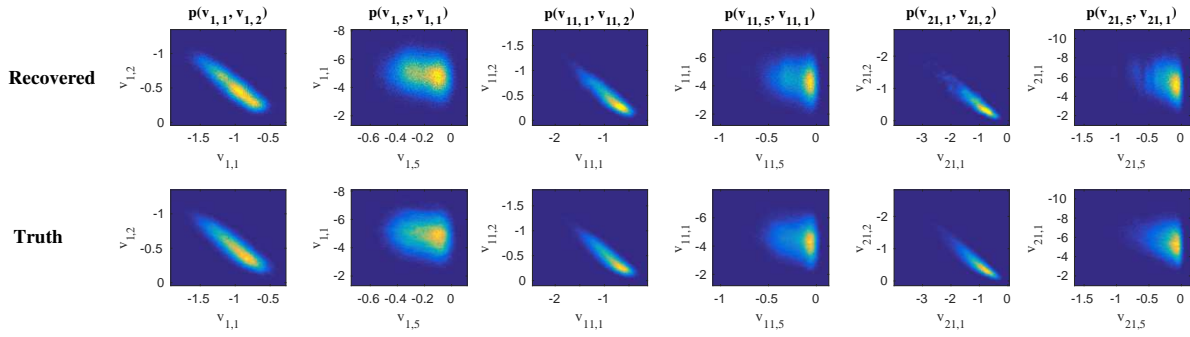 p(v1, 1, v1, 2) p(v1, 5, v1, 1) p(v11, 1, v11, 2) p(v11, 5, v11, 1) p(v21, 1, v21, 2) p(v21, 5, v21, 1)
Recovered
v1,2 -1 -0.5 0
-1.5 -1 -0.5
v1,1
v1,1 -8 -6 -4 -2
-0.6 -0.4 -0.2 0
v1,5
v11,2 -1.5 -1 -0.5 0
-2 -1
v11,1
v11,1 -6 -4 -2
-1 -0.5 0
v11,5
v21,2 -2 -1 0
-3 -2 -1 0
v21,1
v21,1 -10 -8 -6 -4 -2
-1.5 -1 -0.5 0
v21,5
Truth
v1,2 -1 -0.5 0
-1.5 -1 -0.5
v1,1
v1,1 -8 -6 -4 -2
-0.6 -0.4 -0.2 0
v1,5
v11,2 -1.5 -1 -0.5 0
-2 -1
v11,1
v11,1 -6 -4 -2
-1 -0.5 0
v11,5
v21,2 -2 -1 0
-3 -2 -1 0
v21,1
v21,1 -10 -8 -6 -4 -2
-1.5 -1 -0.5 0
v21,5